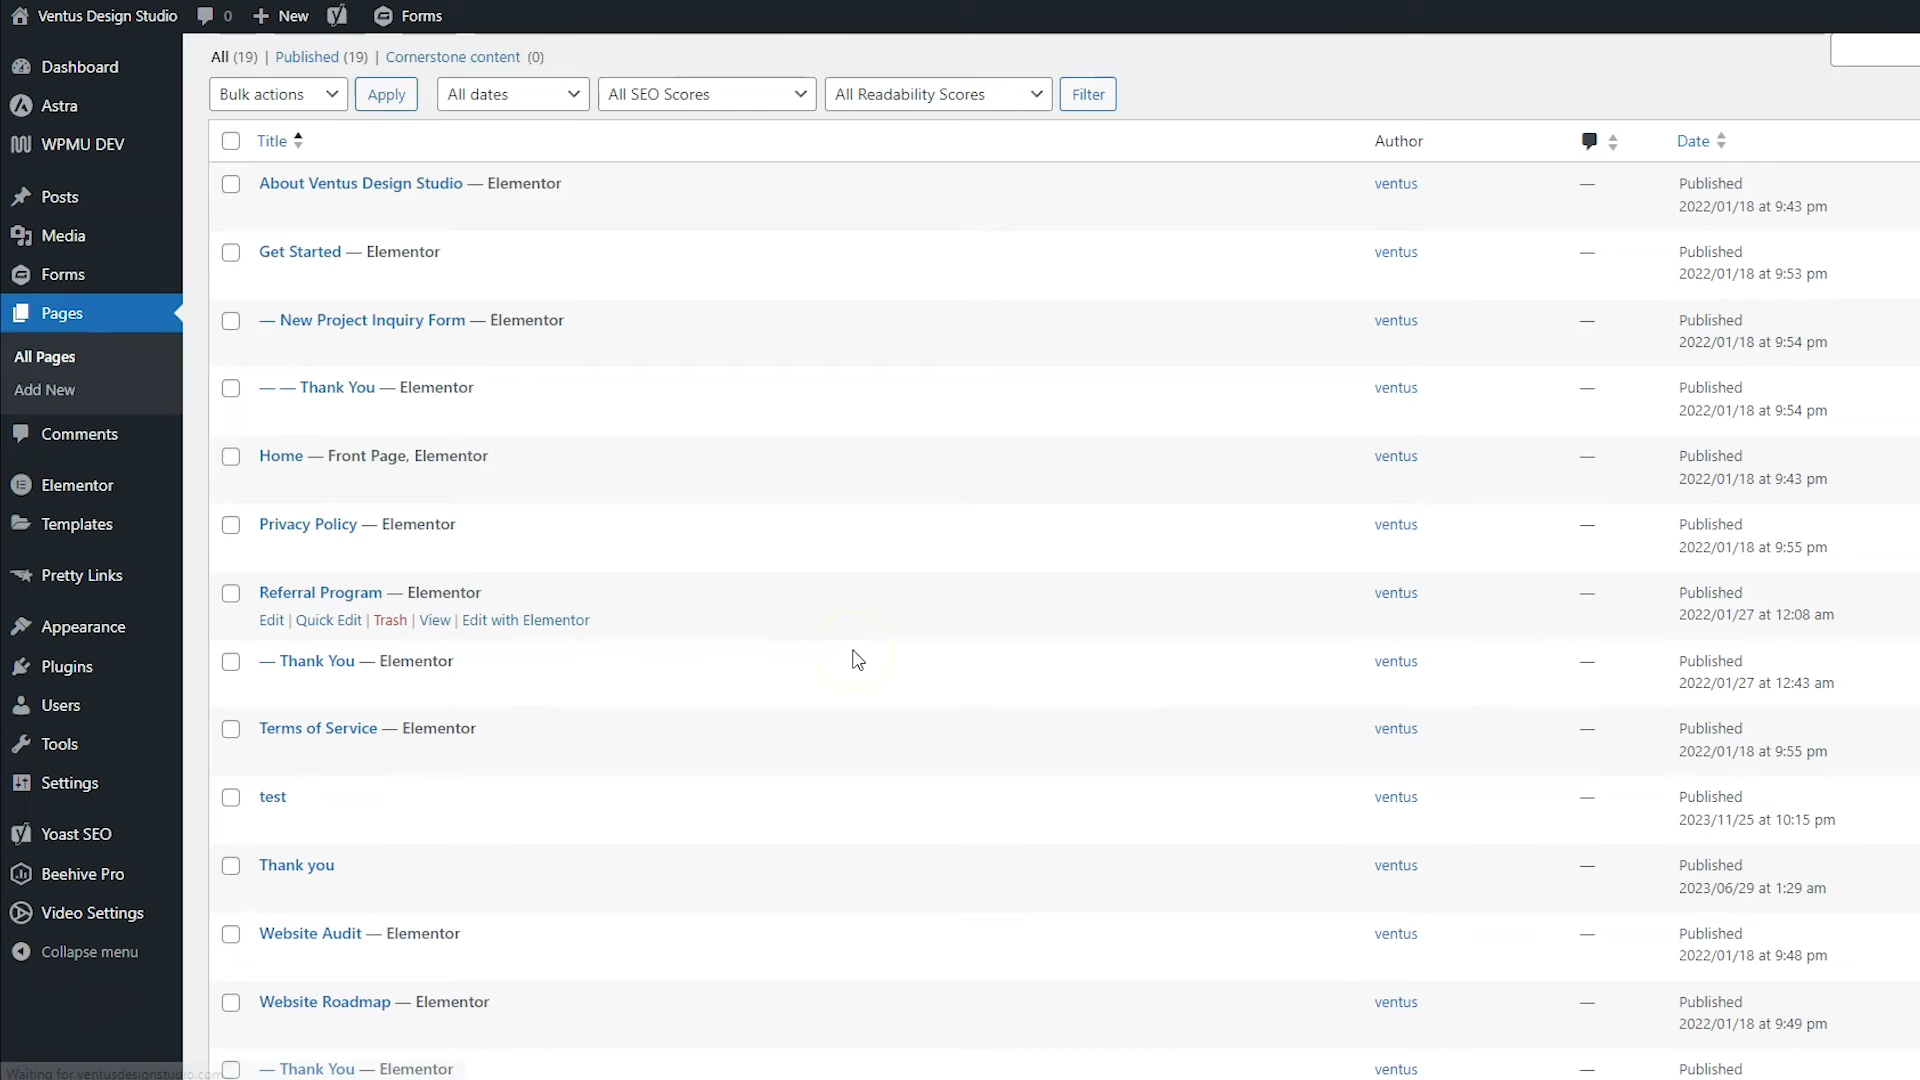 Ventus Design Studio 0 New Forms
Dashboard
Astra
WPMU DEV
Posts
Media
Forms
Pages
All Pages
Add New
Comments
Elementor
Templates
Pretty Links
Appearance
Plugins
Users
Tools
Settings
Yoast SEO
Beehive Pro
Video Settings
Collapse menu
Waiting for ventusdesignstudio.com
All (19) | Published (19) | Cornerstone content (0)
Bulk actions Apply All dates All SEO Scores All Readability Scores Filter
Title Author Date
About Ventus Design Studio — Elementor ventus — Published
2022/01/18 at 9:43 pm
Get Started — Elementor ventus — Published
2022/01/18 at 9:53 pm
— New Project Inquiry Form — Elementor ventus — Published
2022/01/18 at 9:54 pm
— — Thank You — Elementor ventus — Published
2022/01/18 at 9:54 pm
Home — Front Page, Elementor ventus — Published
2022/01/18 at 9:43 pm
Privacy Policy — Elementor ventus — Published
2022/01/18 at 9:55 pm
Referral Program — Elementor ventus — Published
Edit | Quick Edit | Trash | View | Edit with Elementor 2022/01/27 at 12:08 am
— Thank You — Elementor ventus — Published
2022/01/27 at 12:43 am
Terms of Service — Elementor ventus — Published
2022/01/18 at 9:55 pm
test ventus — Published
2023/11/25 at 10:15 pm
Thank you ventus — Published
2023/06/29 at 1:29 am
Website Audit — Elementor ventus — Published
2022/01/18 at 9:48 pm
Website Roadmap — Elementor ventus — Published
2022/01/18 at 9:49 pm
— Thank You — Elementor ventus — Published